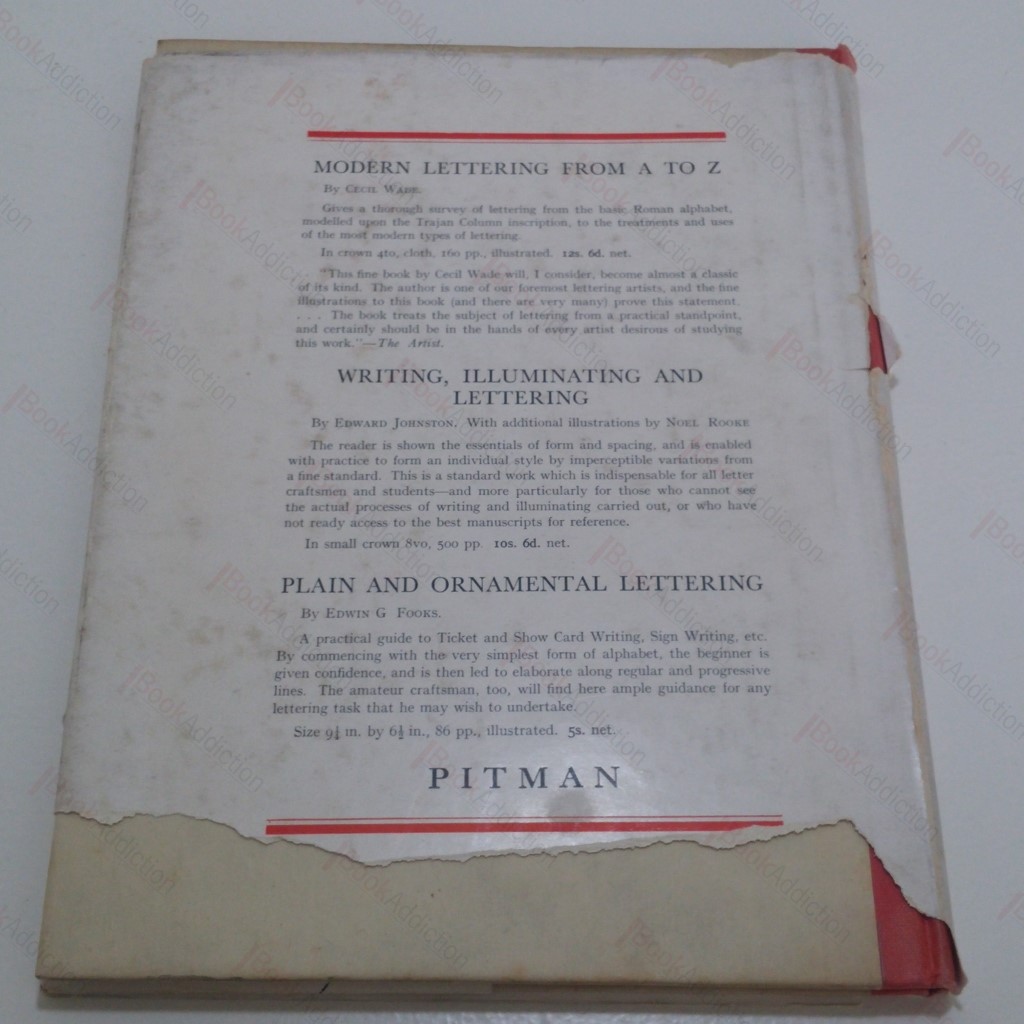 MODERN LETTERING FROM A TO Z
By CECIL WADE.
Gives a thorough survey of lettering from the basic Roman alphabet,
modelled upon the Trajan Column inscription, to the treatments and uses
of the most modern types of lettering.
In crown 4to, cloth, 160 pp., illustrated. 12s. 6d. net.
"This fine book by Cecil Wade will, I consider, become almost a classic
of its kind. The author is one of our foremost lettering artists, and the fine
illustrations to this book (and there are very many) prove this statement.
. . . The book treats the subject of lettering from a practical standpoint,
and certainly should be in the hands of every artist desirous of studying
this work."—The Artist.
WRITING, ILLUMINATING AND
LETTERING
By EDWARD JOHNSTON. With additional illustrations by NOEL ROOKE
The reader is shown the essentials of form and spacing, and is enabled
with practice to form an individual style by imperceptible variations from
a fine standard. This is a standard work which is indispensable for all letter
craftsmen and students—and more particularly for those who cannot see
the actual processes of writing and illuminating carried out, or who have
not ready access to the best manuscripts for reference.
In small crown 8vo, 500 pp. 10s. 6d. net.
PLAIN AND ORNAMENTAL LETTERING
By EDWIN G FOOKS.
A practical guide to Ticket and Show Card Writing, Sign Writing, etc.
By commencing with the very simplest form of alphabet, the beginner is
given confidence, and is then led to elaborate along regular and progressive
lines. The amateur craftsman, too, will find here ample guidance for any
lettering task that he may wish to undertake.
Size 9¼ in. by 6½ in., 86 pp., illustrated. 5s. net.
PITMAN
iBookAddiction